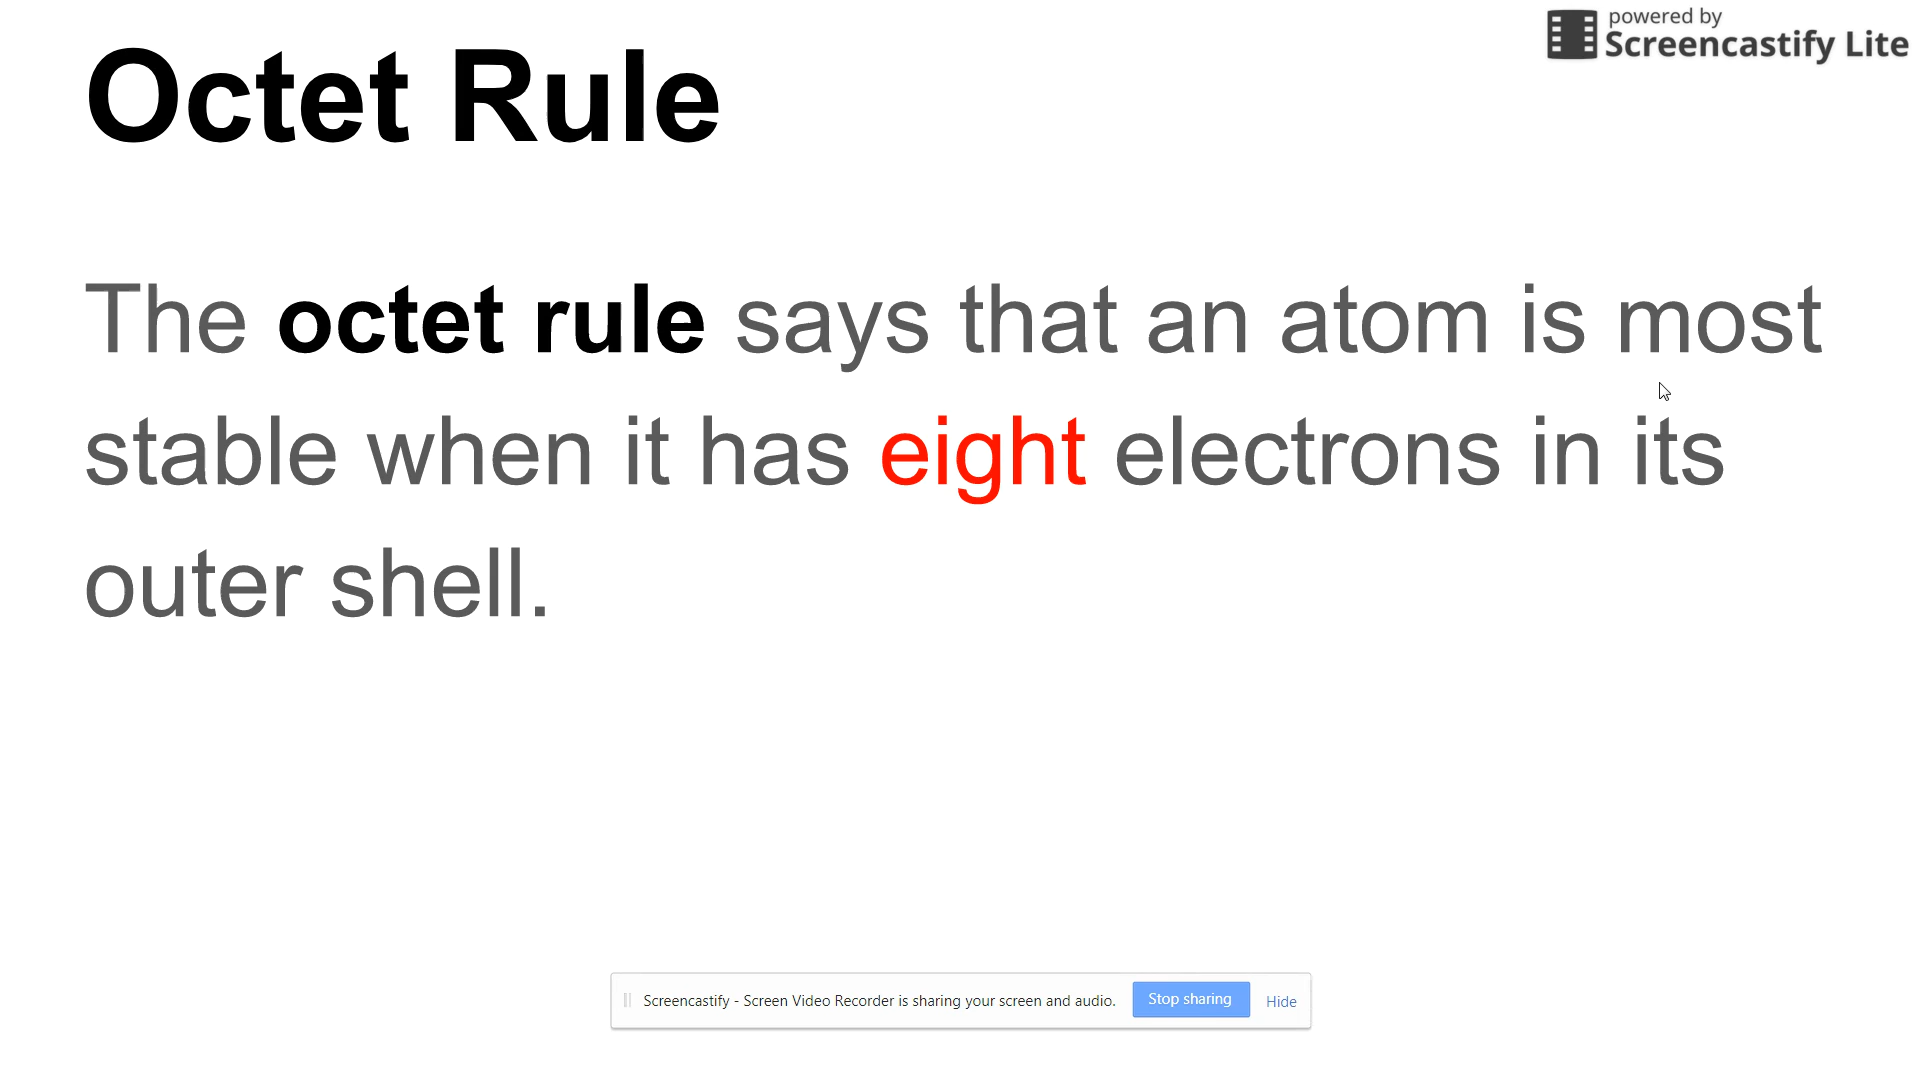 powered by
Screencastify Lite
Octet Rule
The octet rule says that an atom is most
stable when it has eight electrons in its
outer shell.
Screencastify - Screen Video Recorder is sharing your screen and audio. Stop sharing Hide